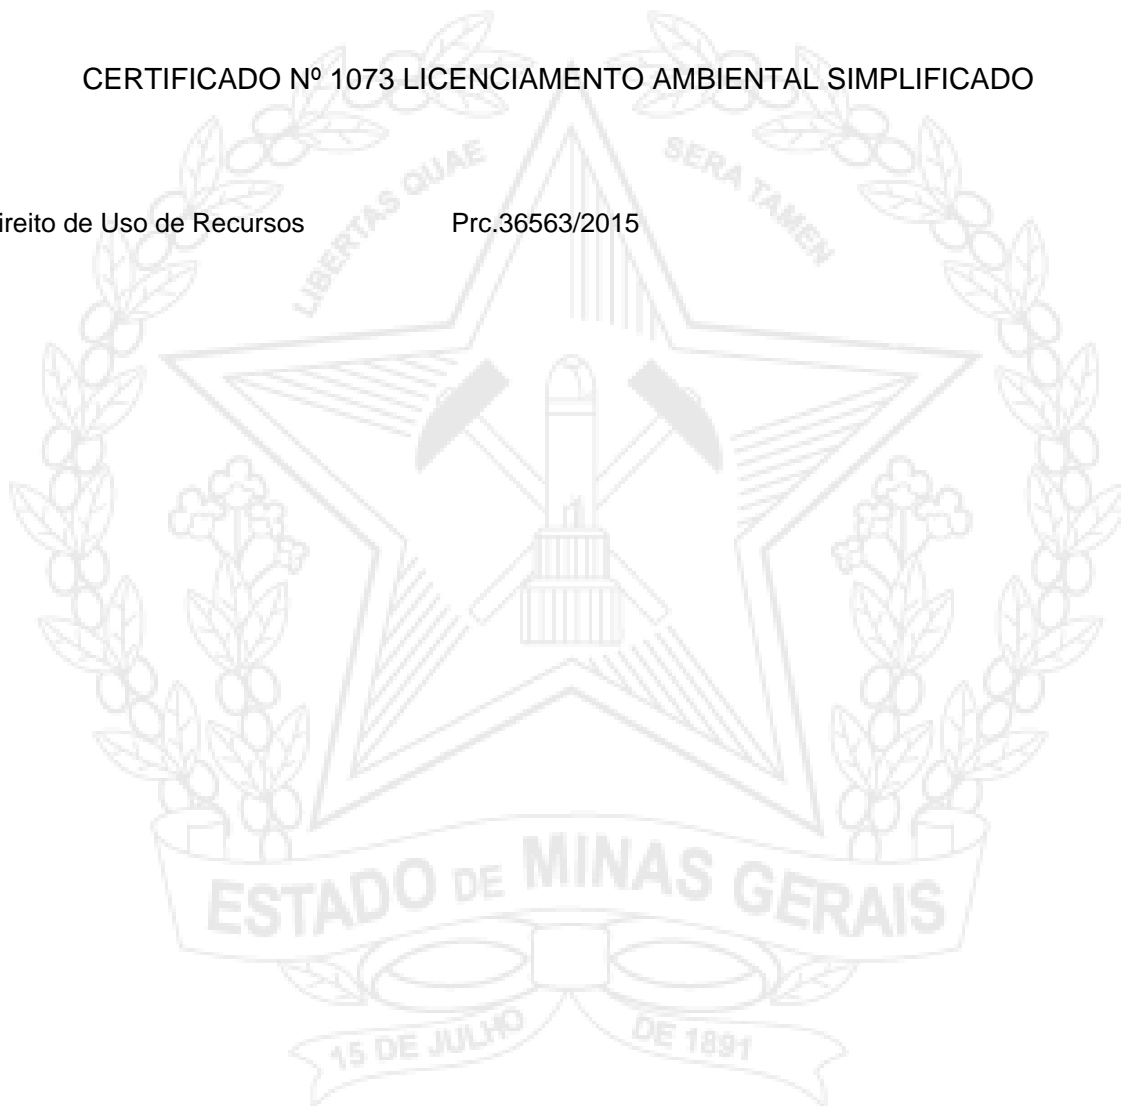 CERTIFICADO Nº 1073 LICENCIAMENTO AMBIENTAL SIMPLIFICADO
LIBERTAS QUAE SERA TAMEN
ireito de Uso de Recursos Prc.36563/2015
ESTADO DE MINAS GERAIS
15 DE JULHO DE 1891